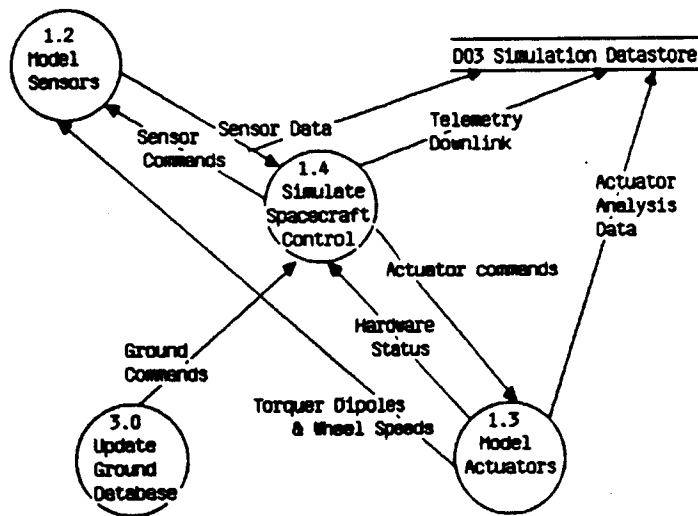 1.2
Model
Sensors
D03 Simulation Datastore
Sensor Data
Sensor
Commands
Telemetry
Downlink
1.4
Simulate
Spacecraft
Control
Actuator
Analysis
Data
Actuator commands
Hardware
Status
Ground
Commands
Torquer Dipoles
& Wheel Speeds
3.0
Update
Ground
Database
1.3
Model
Actuators